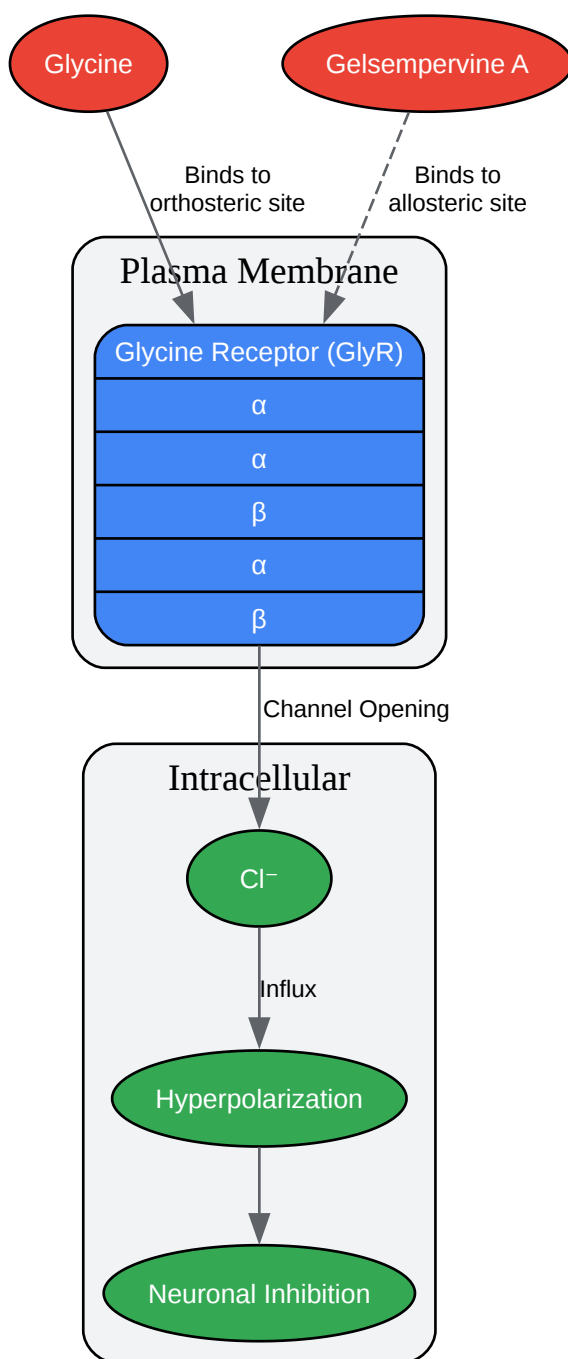 Glycine
Gelsempervine A
Binds to
orthosteric site
Binds to
allosteric site
Plasma Membrane
Glycine Receptor (GlyR)
α
α
β
α
β
Channel Opening
Intracellular
Cl⁻
Influx
Hyperpolarization
Neuronal Inhibition